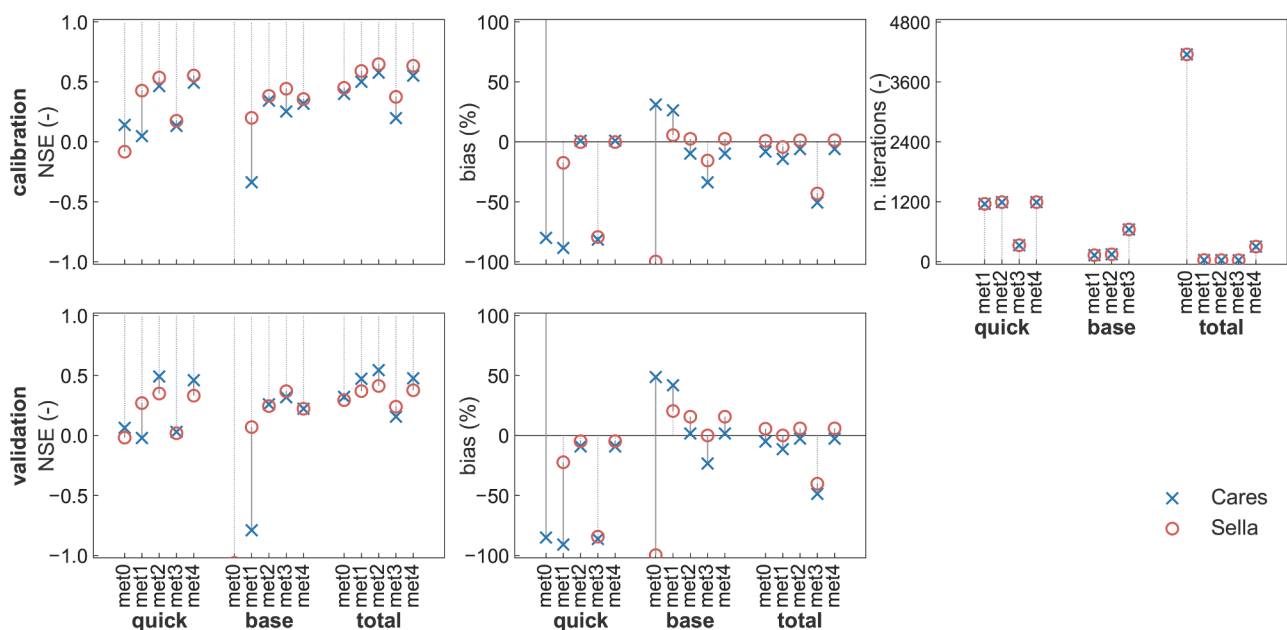 calibration
NSE (-)
1.0
0.5
0.0
−0.5
−1.0
bias (%)
100
50
0
−50
−100
n. iterations (-)
4800
3600
2400
1200
0
met1
met2
met3
met4
quick
met1
met2
met3
base
met0
met1
met2
met3
met4
total
validation
NSE (-)
1.0
0.5
0.0
−0.5
−1.0
met0
met1
met2
met3
met4
quick
met0
met1
met2
met3
met4
base
met0
met1
met2
met3
met4
total
bias (%)
100
50
0
−50
−100
met0
met1
met2
met3
met4
quick
met0
met1
met2
met3
met4
base
met0
met1
met2
met3
met4
total
Cares
Sella